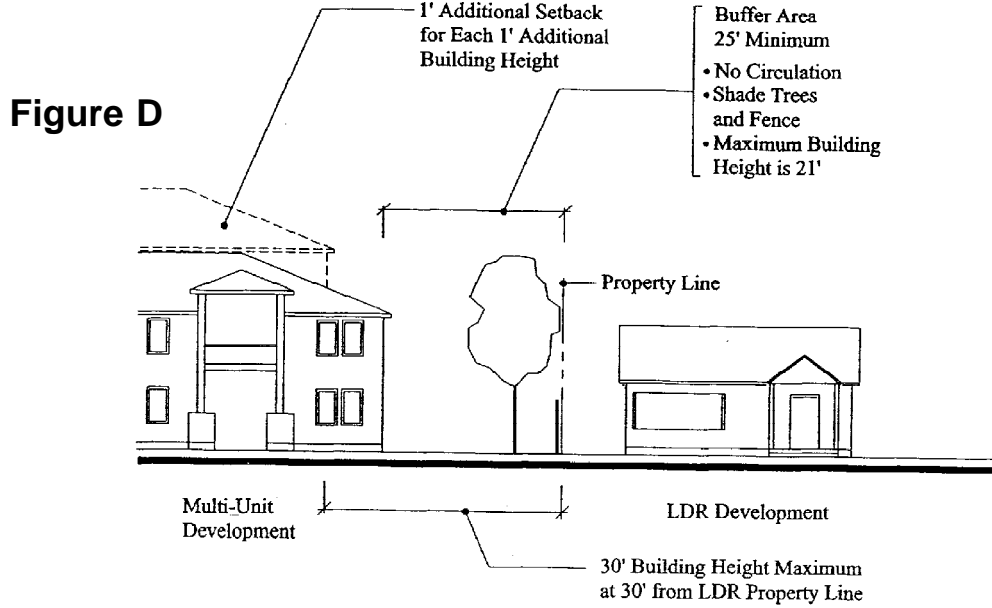 1' Additional Setback
for Each 1' Additional
Building Height
Buffer Area
25' Minimum
• No Circulation
• Shade Trees
and Fence
• Maximum Building
Height is 21'
Figure D
Property Line
Multi-Unit
Development
LDR Development
30' Building Height Maximum
at 30' from LDR Property Line